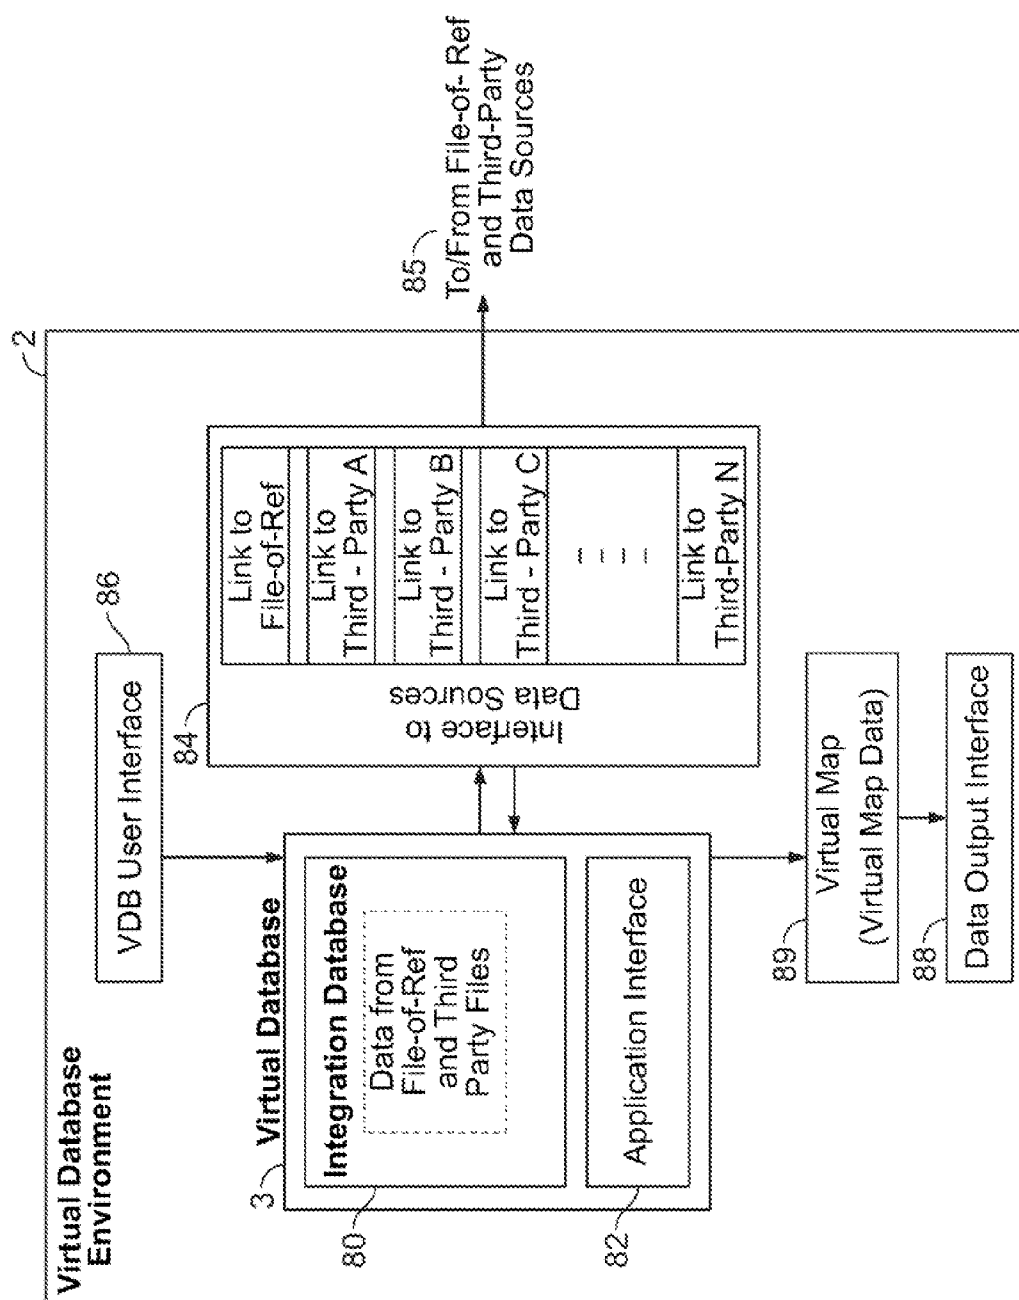 Virtual Database
Environment
2
VDB User Interface
86
3
Virtual Database
Integration Database
Data from
File-of-Ref
and Third
Party Files
80
Application Interface
82
84
Interface to
Data Sources
Link to
File-of-Ref
Link to
Third - Party A
Link to
Third - Party B
Link to
Third - Party C
Link to
Third-Party N
85
To/From File-of- Ref
and Third-Party
Data Sources
89
Virtual Map
(Virtual Map Data)
88
Data Output Interface